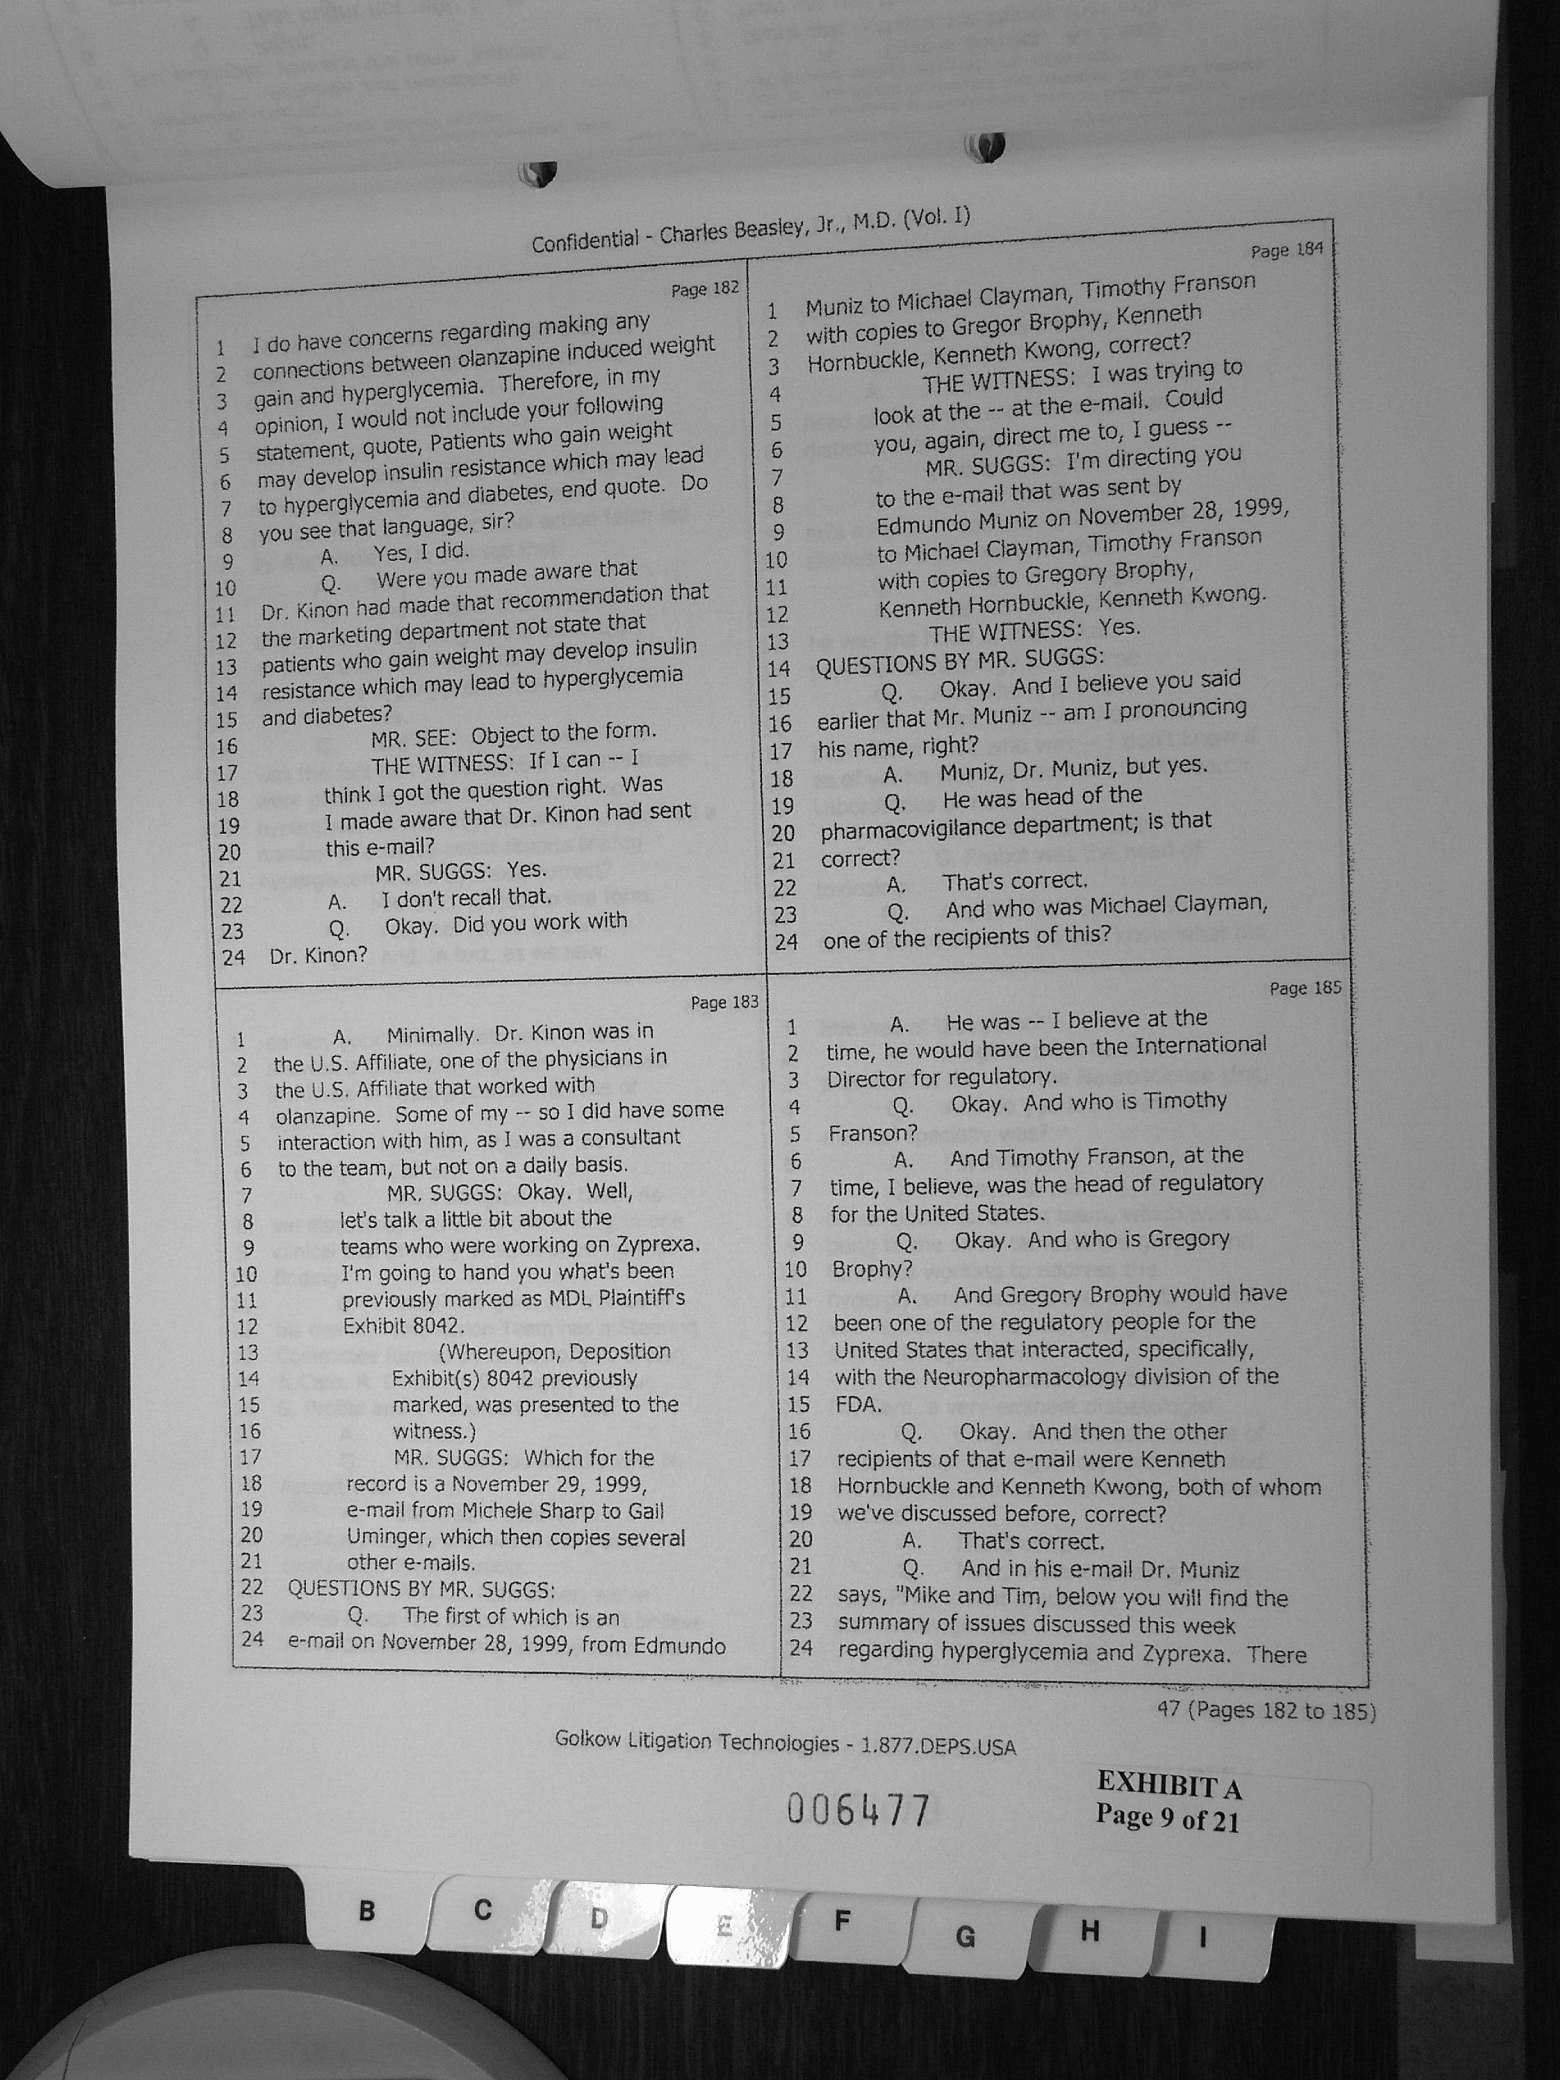 Confidential - Charles Beasley, Jr., M.D. (Vol. I)
Page 182
1 I do have concerns regarding making any
2 connections between olanzapine induced weight
3 gain and hyperglycemia. Therefore, in my
4 opinion, I would not include your following
5 statement, quote, Patients who gain weight
6 may develop insulin resistance which may lead
7 to hyperglycemia and diabetes, end quote. Do
8 you see that language, sir?
9 A. Yes, I did.
10 Q. Were you made aware that
11 Dr. Kinon had made that recommendation that
12 the marketing department not state that
13 patients who gain weight may develop insulin
14 resistance which may lead to hyperglycemia
15 and diabetes?
16 MR. SEE: Object to the form.
17 THE WITNESS: If I can -- I
18 think I got the question right. Was
19 I made aware that Dr. Kinon had sent
20 this e-mail?
21 MR. SUGGS: Yes.
22 A. I don't recall that.
23 Q. Okay. Did you work with
24 Dr. Kinon?
Page 183
1 A. Minimally. Dr. Kinon was in
2 the U.S. Affiliate, one of the physicians in
3 the U.S. Affiliate that worked with
4 olanzapine. Some of my -- so I did have some
5 interaction with him, as I was a consultant
6 to the team, but not on a daily basis.
7 MR. SUGGS: Okay. Well,
8 let's talk a little bit about the
9 teams who were working on Zyprexa.
10 I'm going to hand you what's been
11 previously marked as MDL Plaintiff's
12 Exhibit 8042.
13 (Whereupon, Deposition
14 Exhibit(s) 8042 previously
15 marked, was presented to the
16 witness.)
17 MR. SUGGS: Which for the
18 record is a November 29, 1999,
19 e-mail from Michele Sharp to Gail
20 Uminger, which then copies several
21 other e-mails.
22 QUESTIONS BY MR. SUGGS:
23 Q. The first of which is an
24 e-mail on November 28, 1999, from Edmundo
Page 184
1 Muniz to Michael Clayman, Timothy Franson
2 with copies to Gregor Brophy, Kenneth
3 Hornbuckle, Kenneth Kwong, correct?
4 THE WITNESS: I was trying to
5 look at the -- at the e-mail. Could
6 you, again, direct me to, I guess --
7 MR. SUGGS: I'm directing you
8 to the e-mail that was sent by
9 Edmundo Muniz on November 28, 1999,
10 to Michael Clayman, Timothy Franson
11 with copies to Gregory Brophy,
12 Kenneth Hornbuckle, Kenneth Kwong.
13 THE WITNESS: Yes.
14 QUESTIONS BY MR. SUGGS:
15 Q. Okay. And I believe you said
16 earlier that Mr. Muniz -- am I pronouncing
17 his name, right?
18 A. Muniz, Dr. Muniz, but yes.
19 Q. He was head of the
20 pharmacovigilance department; is that
21 correct?
22 A. That's correct.
23 Q. And who was Michael Clayman,
24 one of the recipients of this?
Page 185
1 A. He was -- I believe at the
2 time, he would have been the International
3 Director for regulatory.
4 Q. Okay. And who is Timothy
5 Franson?
6 A. And Timothy Franson, at the
7 time, I believe, was the head of regulatory
8 for the United States.
9 Q. Okay. And who is Gregory
10 Brophy?
11 A. And Gregory Brophy would have
12 been one of the regulatory people for the
13 United States that interacted, specifically,
14 with the Neuropharmacology division of the
15 FDA.
16 Q. Okay. And then the other
17 recipients of that e-mail were Kenneth
18 Hornbuckle and Kenneth Kwong, both of whom
19 we've discussed before, correct?
20 A. That's correct.
21 Q. And in his e-mail Dr. Muniz
22 says, "Mike and Tim, below you will find the
23 summary of issues discussed this week
24 regarding hyperglycemia and Zyprexa. There
47 (Pages 182 to 185)
Golkow Litigation Technologies - 1.877.DEPS.USA
006477
EXHIBIT A
Page 9 of 21
B C D E F G H I